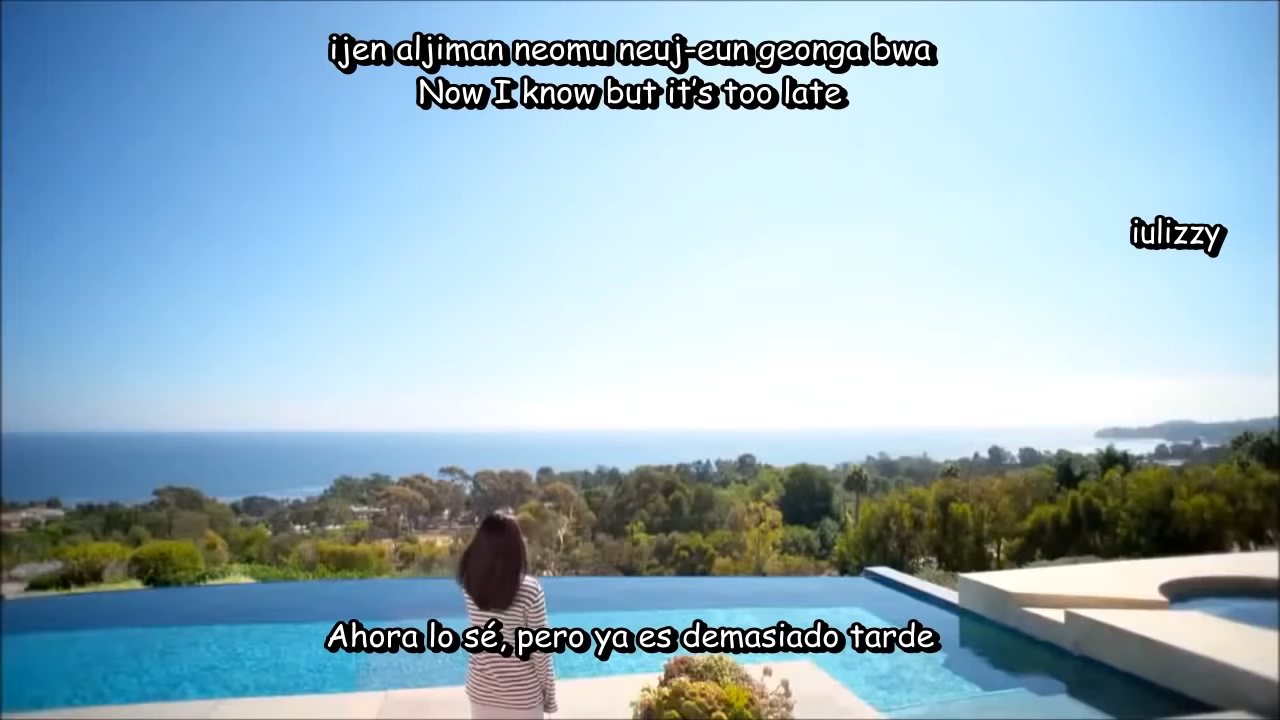 ijen aljiman neomu neuj-eun geonga bwa
Now I know but it's too late
iulizzy
Ahora lo sé, pero ya es demasiado tarde